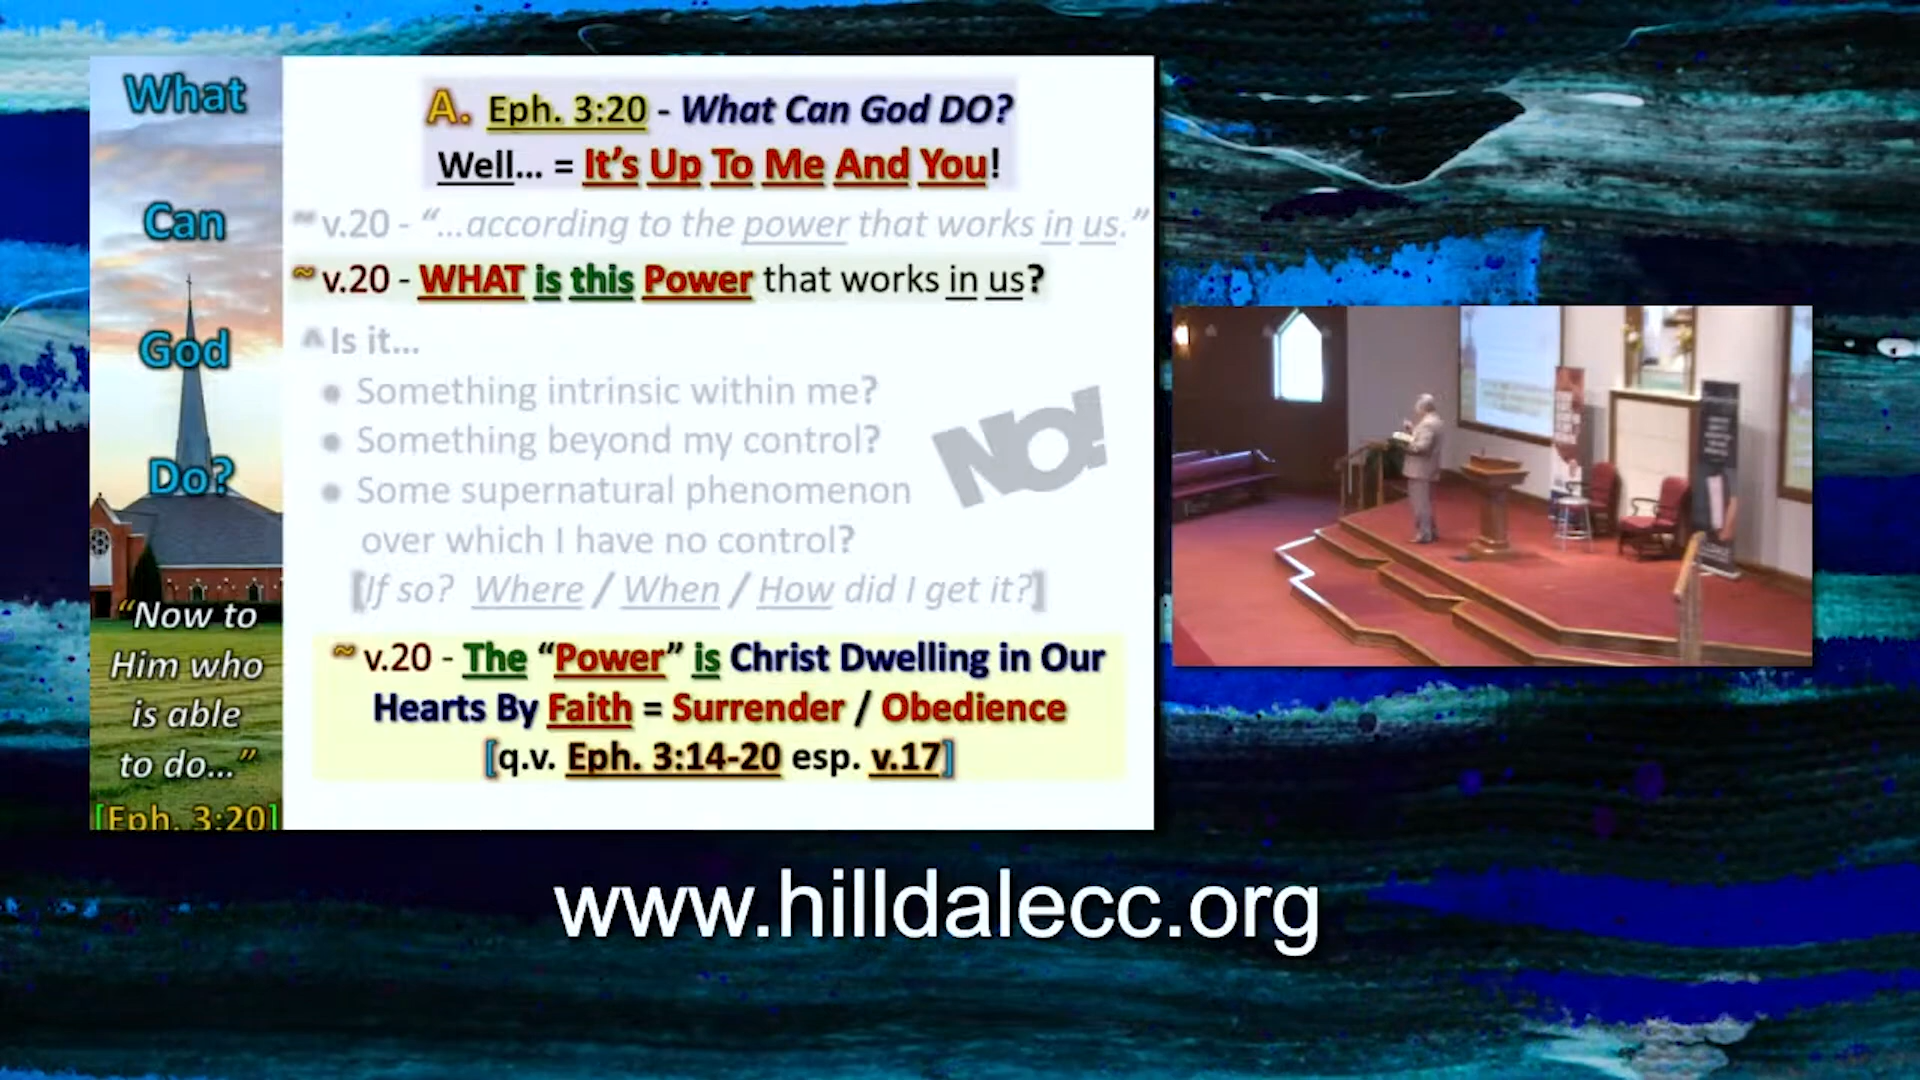 What
Can
God
Do?
“Now to
Him who
is able
to do…”
[Eph. 3:20]
A. Eph. 3:20 - What Can God DO?
Well… = It’s Up To Me And You!
~ v.20 - “…according to the power that works in us.”
~ v.20 - WHAT is this Power that works in us?
^ Is it…
• Something intrinsic within me?
• Something beyond my control?
• Some supernatural phenomenon
over which I have no control?
NO!
[If so? Where / When / How did I get it?]
~ v.20 - The “Power” is Christ Dwelling in Our
Hearts By Faith = Surrender / Obedience
[q.v. Eph. 3:14-20 esp. v.17]
www.hilldalecc.org